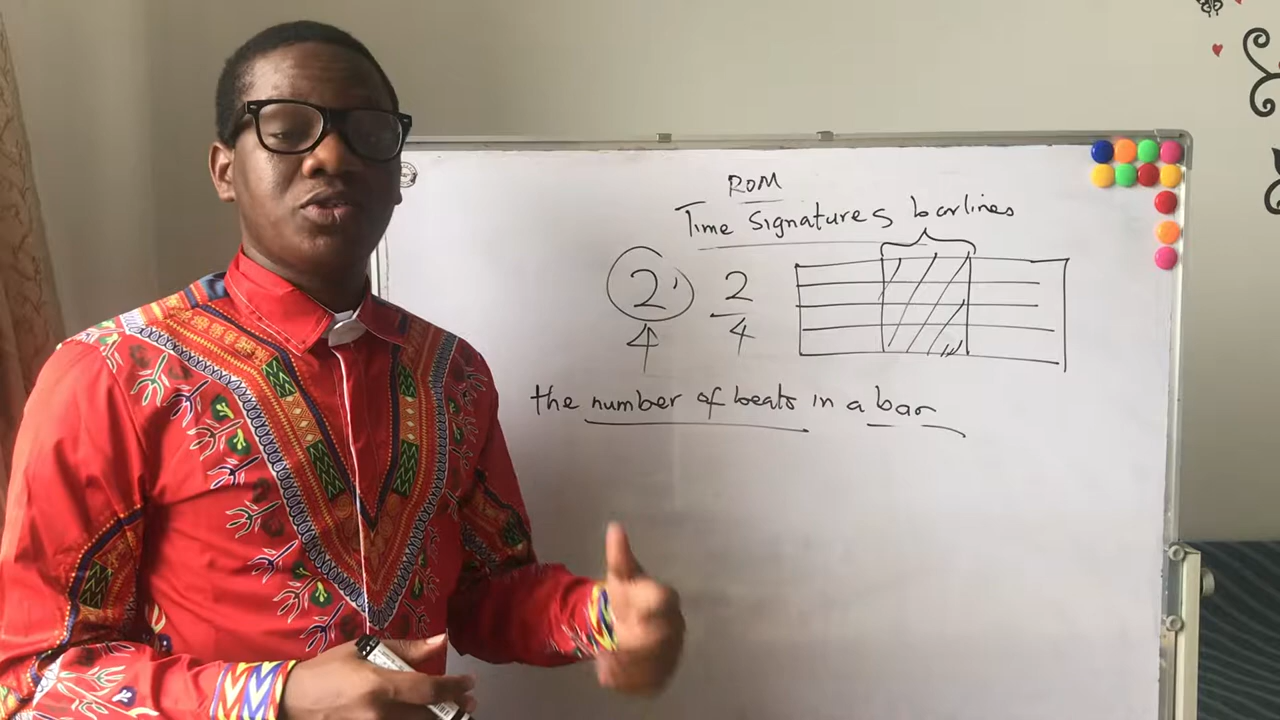 ROM
Time Signatures barlines
2 2
4 4
the number of beats in a bar